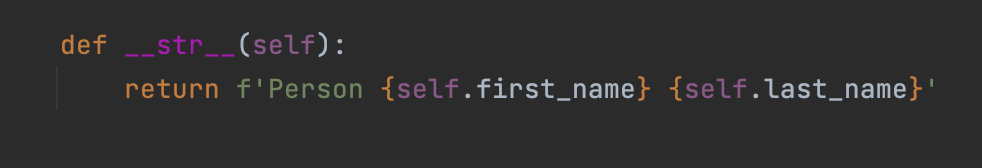 def __str__(self):
    return f'Person {self.first_name} {self.last_name}'